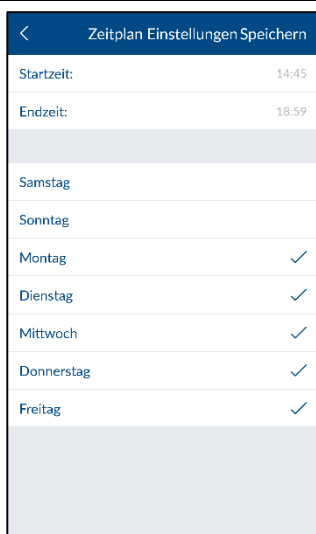 Zeitplan Einstellungen Speichern
Startzeit: 14:45
Endzeit: 18:59
Samstag
Sonntag
Montag
Dienstag
Mittwoch
Donnerstag
Freitag